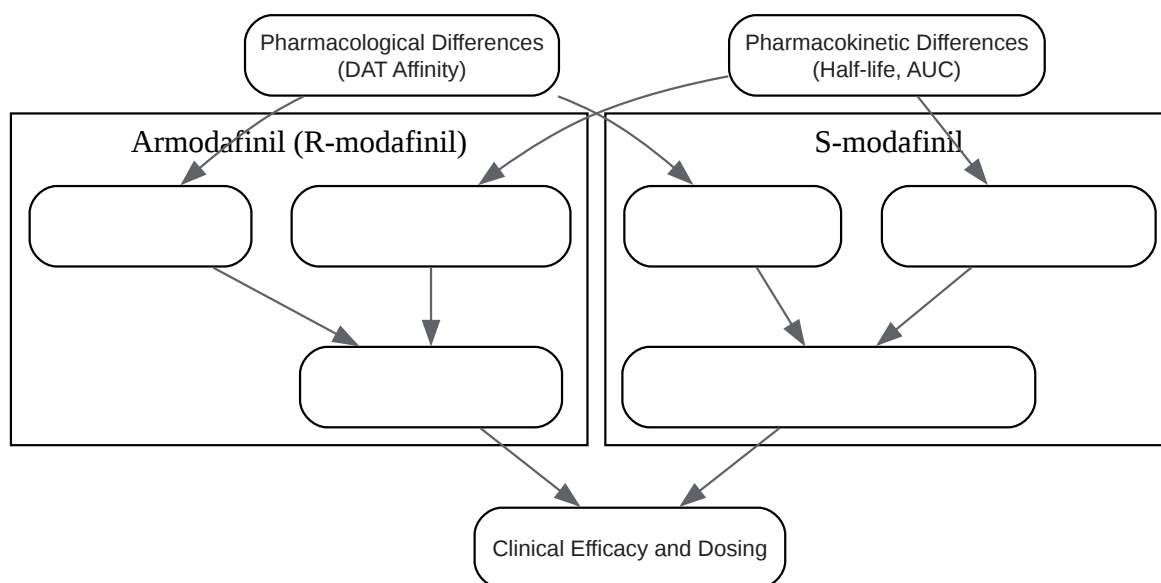 Pharmacological Differences
(DAT Affinity)
Pharmacokinetic Differences
(Half-life, AUC)
Armodafinil (R-modafinil)
S-modafinil
Clinical Efficacy and Dosing